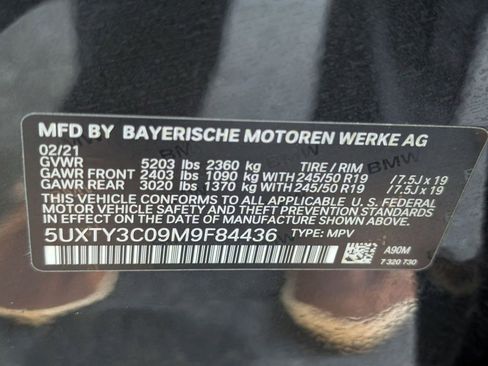 MFD BY BAYERISCHE MOTOREN WERKE AG
02/21
GVWR 5203 lbs 2360 kg TIRE / RIM
GAWR FRONT 2403 lbs 1090 kg WITH 245/50 R19 /7.5J x 19
GAWR REAR 3020 lbs 1370 kg WITH 245/50 R19 /7.5J x 19
THIS VEHICLE CONFORMS TO ALL APPLICABLE U. S. FEDERAL
MOTOR VEHICLE SAFETY AND THEFT PREVENTION STANDARDS
IN EFFECT ON THE DATE OF MANUFACTURE SHOWN ABOVE.
5UXTY3C09M9F84436 TYPE: MPV A90M
7 320 730
BMW